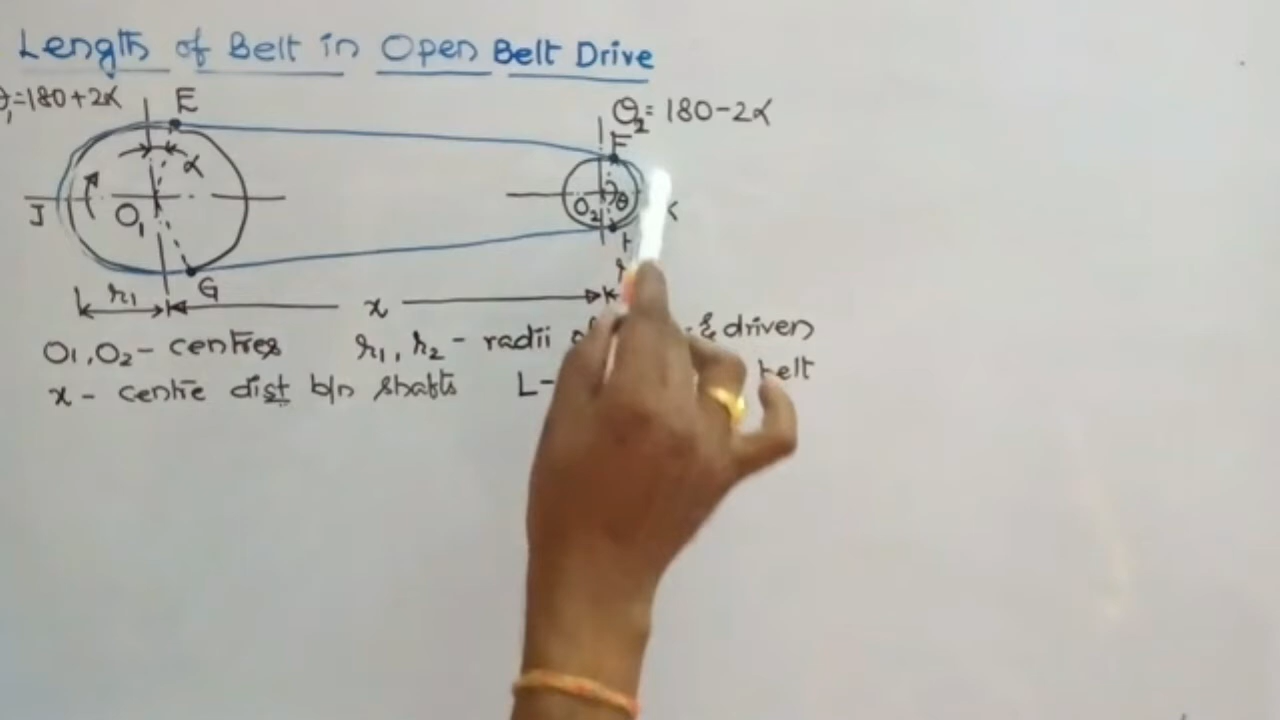 Length of Belt in Open Belt Drive
=180+2α E
θ2= 180-2α
F
α
J O1 O2 θ
G
r1 x
O1,O2- centres r1, r2 - radii & driven
x - centre dist b/n shafts L- belt